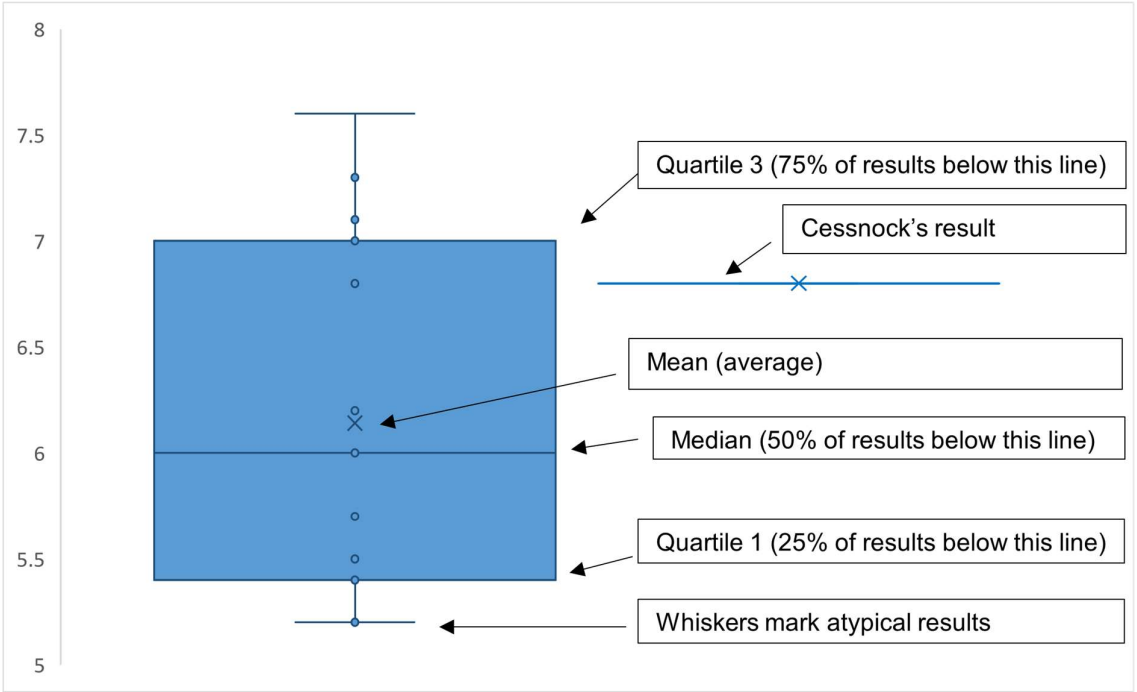 8
7.5
Quartile 3 (75% of results below this line)
Cessnock’s result
7
6.5
Mean (average)
Median (50% of results below this line)
6
Quartile 1 (25% of results below this line)
5.5
Whiskers mark atypical results
5